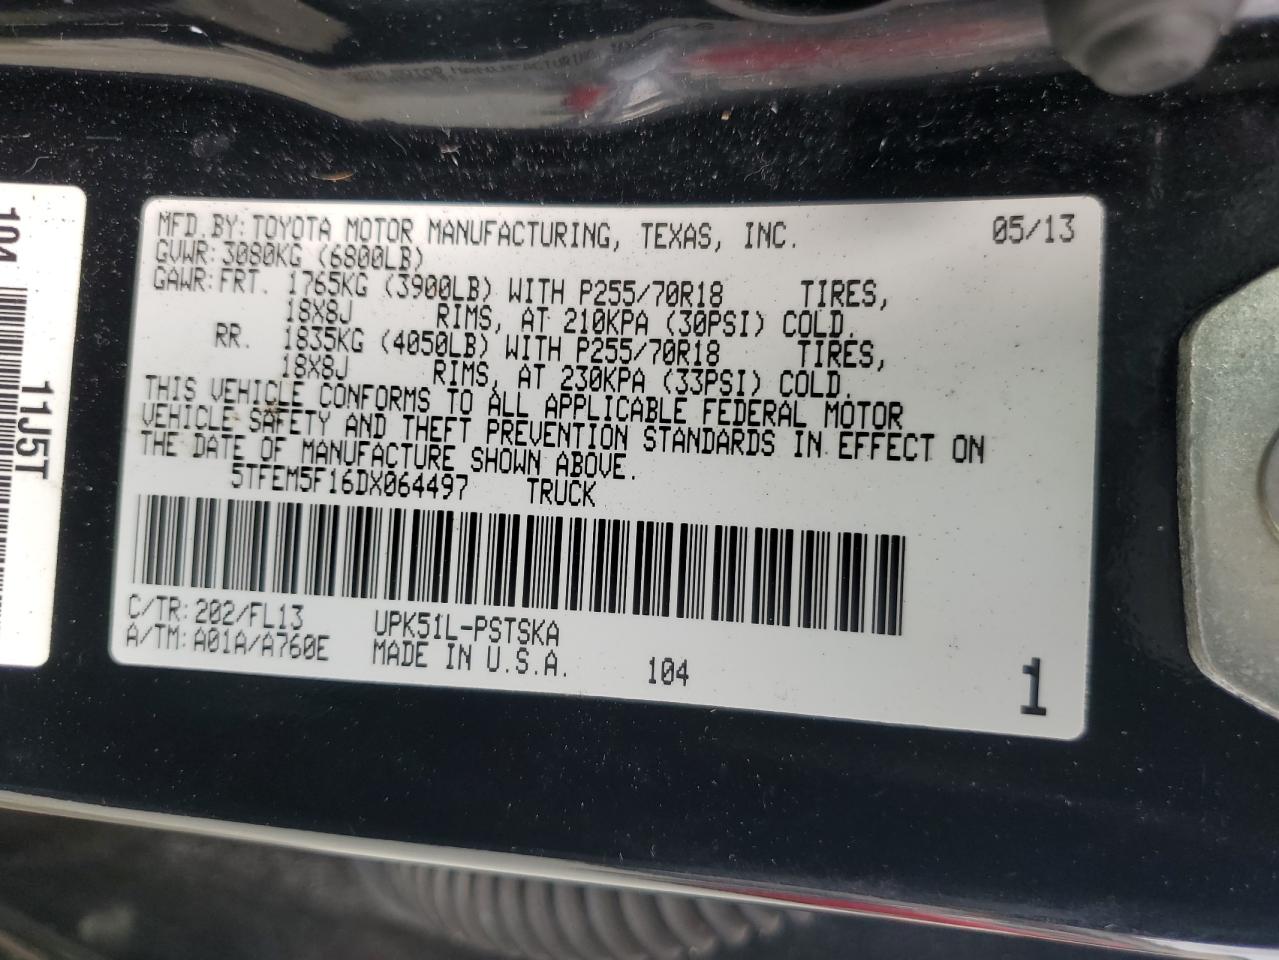 MFD.BY:TOYOTA MOTOR MANUFACTURING, TEXAS, INC. 05/13
GVWR:3080KG (6800LB)
GAWR:FRT. 1765KG (3900LB) WITH P255/70R18 TIRES,
18X8J RIMS, AT 210KPA (30PSI) COLD.
RR. 1835KG (4050LB) WITH P255/70R18 TIRES,
18X8J RIMS, AT 230KPA (33PSI) COLD.
THIS VEHICLE CONFORMS TO ALL APPLICABLE FEDERAL MOTOR
VEHICLE SAFETY AND THEFT PREVENTION STANDARDS IN EFFECT ON
THE DATE OF MANUFACTURE SHOWN ABOVE.
5TFEM5F16DX064497 TRUCK
C/TR:202/FL13 UPK51L-PSTSKA
A/TM:A01A/A760E MADE IN U.S.A. 104
1
104
11J5T